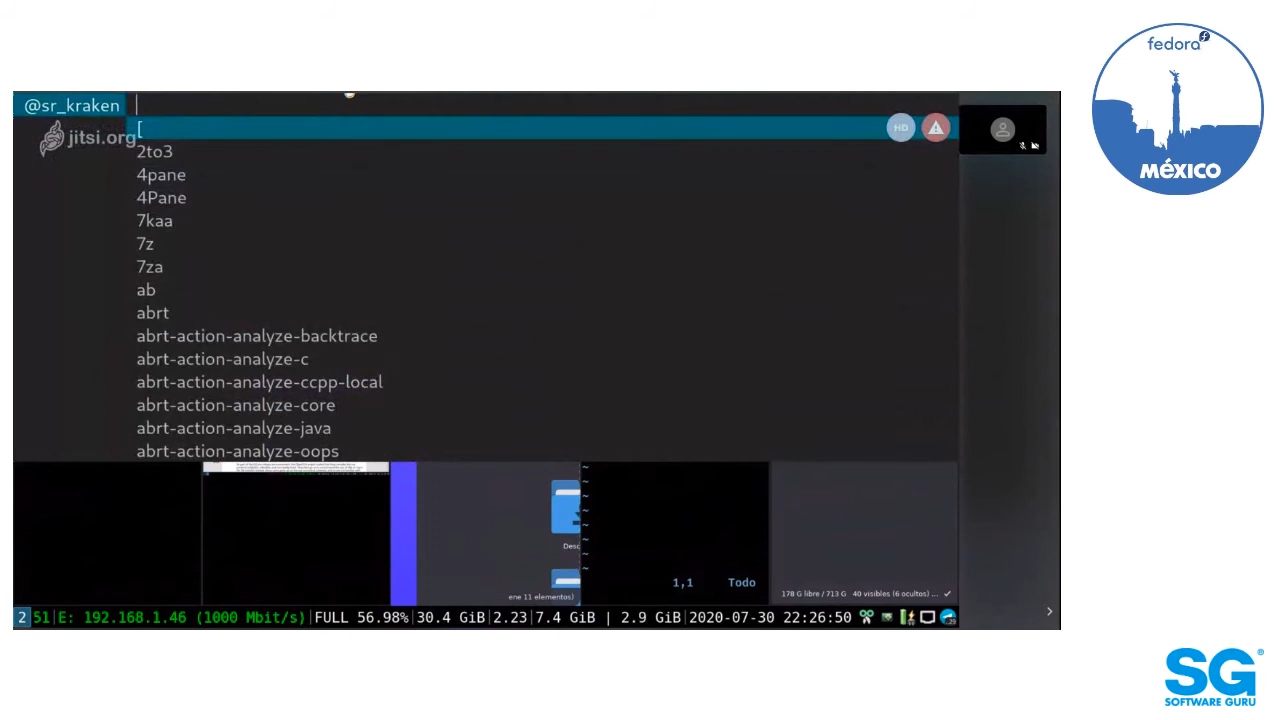 fedora
MÉXICO
@sr_kraken
jitsi.org
[
HD
2to3
4pane
4Pane
7kaa
7z
7za
ab
abrt
abrt-action-analyze-backtrace
abrt-action-analyze-c
abrt-action-analyze-ccpp-local
abrt-action-analyze-core
abrt-action-analyze-java
abrt-action-analyze-oops
~
~
~
~
~
~
~
~
Desc
ene 11 elementos)
1,1 Todo
178 G libre / 713 G 40 visibles (6 ocultos) ...
2 51|E: 192.168.1.46 (1000 Mbit/s)|FULL 56.98%|30.4 GiB|2.23|7.4 GiB | 2.9 GiB|2020-07-30 22:26:50
SG®
SOFTWARE GURU